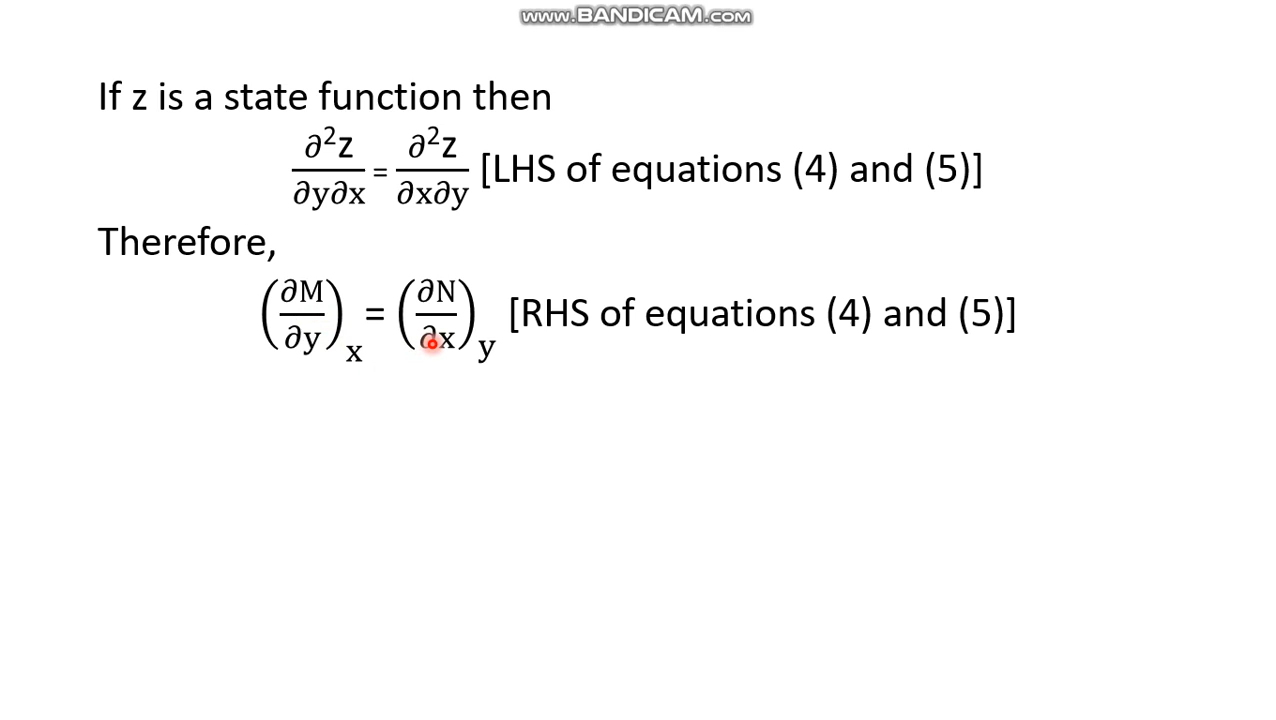 www.BANDICAM.com
If z is a state function then
∂²z/∂y∂x = ∂²z/∂x∂y [LHS of equations (4) and (5)]
Therefore,
(∂M/∂y)ₓ = (∂N/∂x)_y [RHS of equations (4) and (5)]